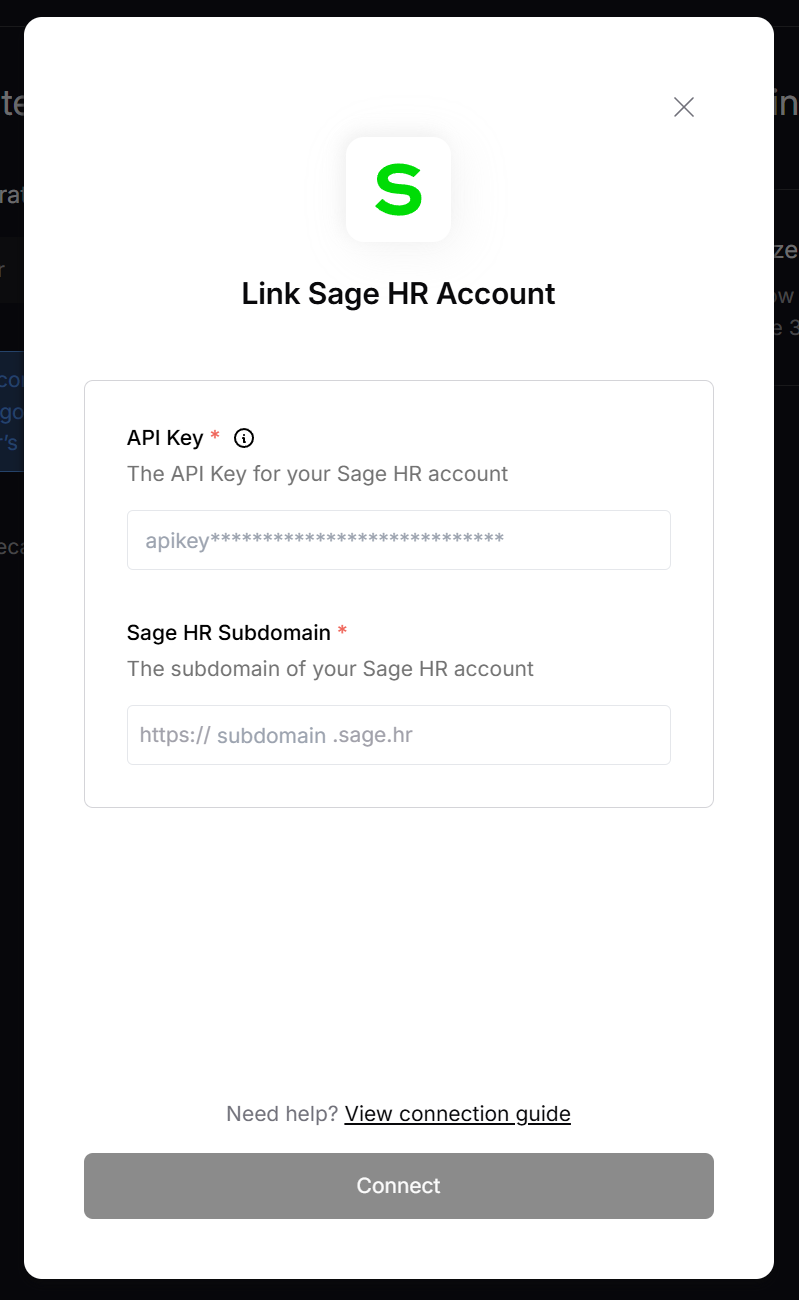 Link Sage HR Account
API Key *
The API Key for your Sage HR account
apikey****************************
Sage HR Subdomain *
The subdomain of your Sage HR account
https:// subdomain .sage.hr
Need help? View connection guide
Connect